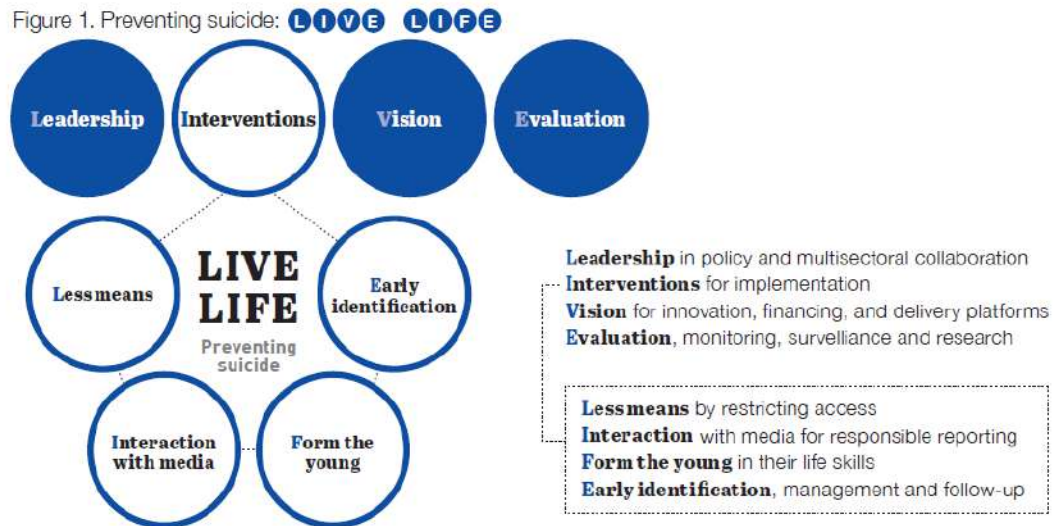 Figure 1. Preventing suicide: LIVE LIFE
Leadership
Interventions
Vision
Evaluation
Less means
LIVE
LIFE
Preventing
suicide
Early
identification
Interaction
with media
Form the
young
Leadership in policy and multisectoral collaboration
Interventions for implementation
Vision for innovation, financing, and delivery platforms
Evaluation, monitoring, survelliance and research
Less means by restricting access
Interaction with media for responsible reporting
Form the young in their life skills
Early identification, management and follow-up